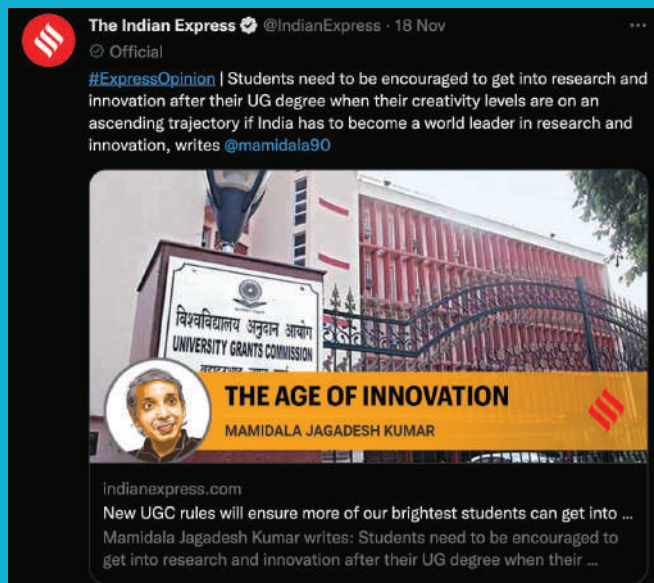 The Indian Express @IndianExpress · 18 Nov
Official
#ExpressOpinion | Students need to be encouraged to get into research and
innovation after their UG degree when their creativity levels are on an
ascending trajectory if India has to become a world leader in research and
innovation, writes @mamidala90
विश्वविद्यालय अनुदान आयोग
UNIVERSITY GRANTS COMMISSION
THE AGE OF INNOVATION
MAMIDALA JAGADESH KUMAR
indianexpress.com
New UGC rules will ensure more of our brightest students can get into ...
Mamidala Jagadesh Kumar writes: Students need to be encouraged to
get into research and innovation after their UG degree when their ...